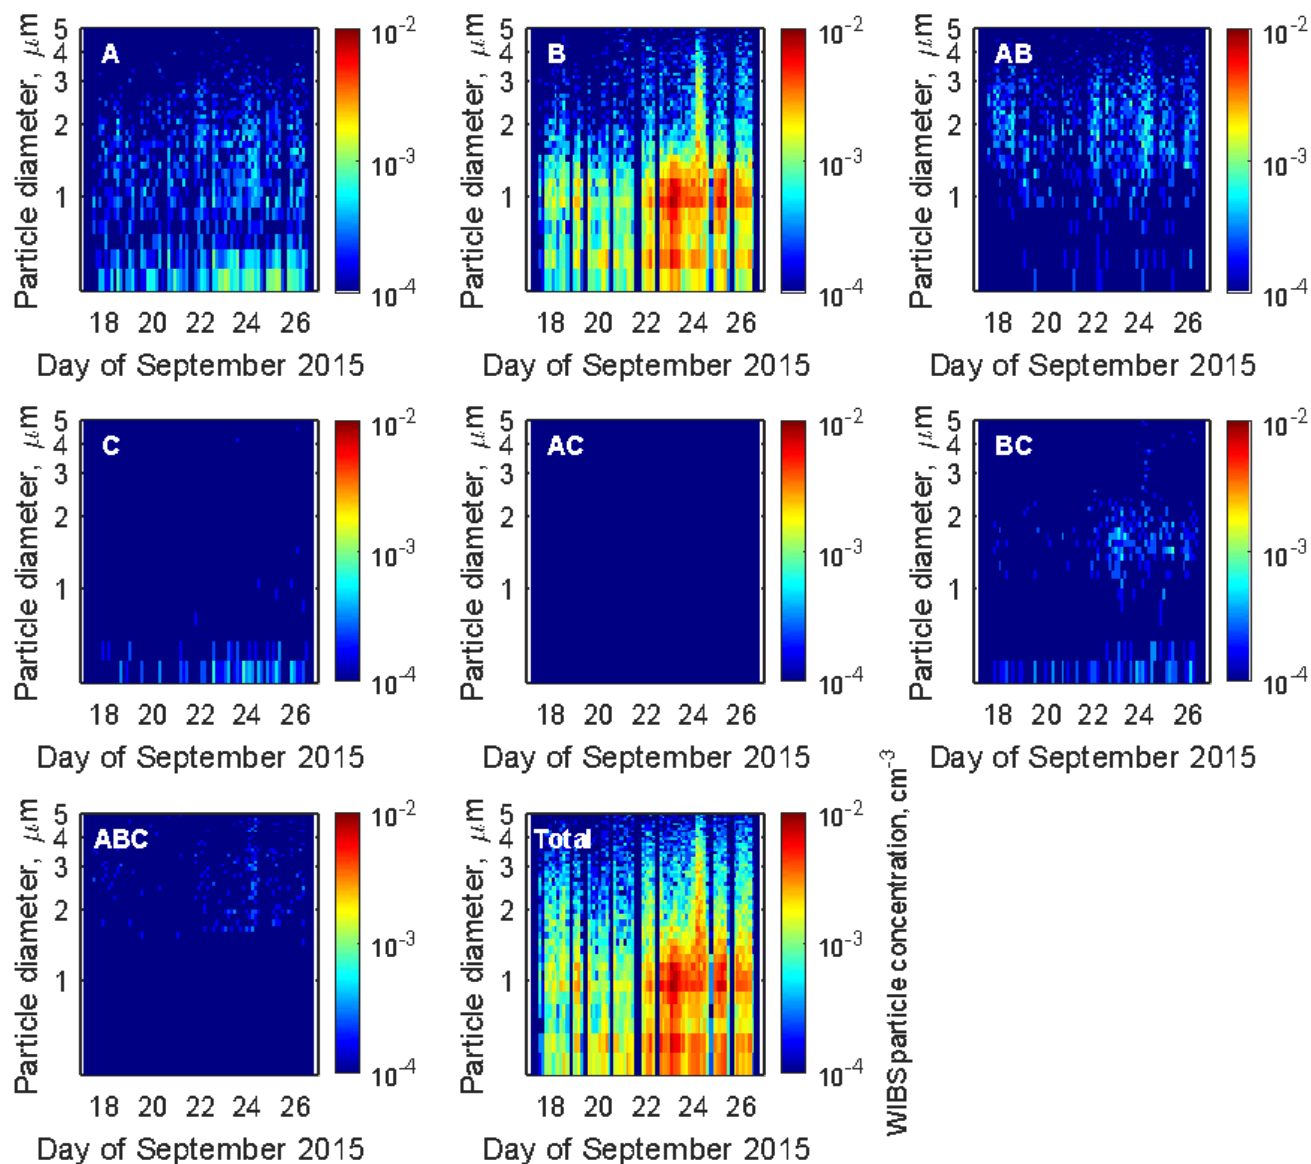 A
Particle diameter, μm
5
4
3
2
1
18 20 22 24 26
Day of September 2015
10-2
10-3
10-4
B
Particle diameter, μm
5
4
3
2
1
18 20 22 24 26
Day of September 2015
10-2
10-3
10-4
AB
Particle diameter, μm
5
4
3
2
1
18 20 22 24 26
Day of September 2015
10-2
10-3
10-4
C
Particle diameter, μm
5
4
3
2
1
18 20 22 24 26
Day of September 2015
10-2
10-3
10-4
AC
Particle diameter, μm
5
4
3
2
1
18 20 22 24 26
Day of September 2015
10-2
10-3
10-4
BC
Particle diameter, μm
5
4
3
2
1
18 20 22 24 26
Day of September 2015
10-2
10-3
10-4
ABC
Particle diameter, μm
5
4
3
2
1
18 20 22 24 26
Day of September 2015
10-2
10-3
10-4
Total
Particle diameter, μm
5
4
3
2
1
18 20 22 24 26
Day of September 2015
10-2
10-3
10-4
WIBS particle concentration, cm-3